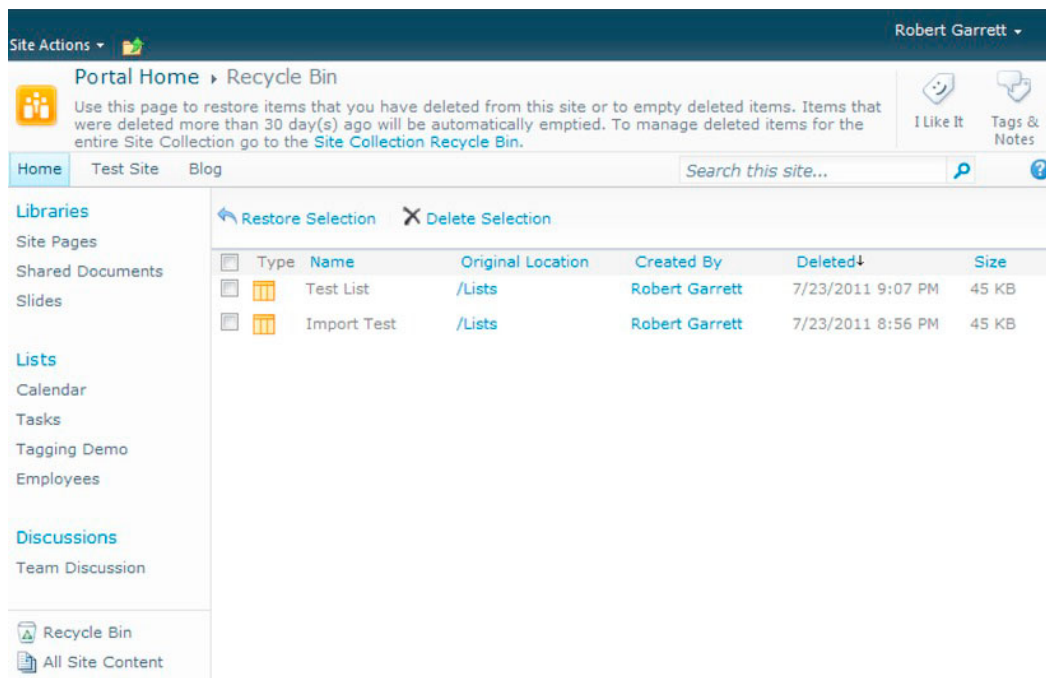 Robert Garrett
Site Actions
Portal Home ▸ Recycle Bin
Use this page to restore items that you have deleted from this site or to empty deleted items. Items that
were deleted more than 30 day(s) ago will be automatically emptied. To manage deleted items for the
entire Site Collection go to the Site Collection Recycle Bin.
I Like It
Tags &
Notes
Home Test Site Blog
Search this site...
Libraries
Site Pages
Shared Documents
Slides
Lists
Calendar
Tasks
Tagging Demo
Employees
Discussions
Team Discussion
Recycle Bin
All Site Content
Restore Selection Delete Selection
Type Name Original Location Created By Deleted↓ Size
Test List /Lists Robert Garrett 7/23/2011 9:07 PM 45 KB
Import Test /Lists Robert Garrett 7/23/2011 8:56 PM 45 KB